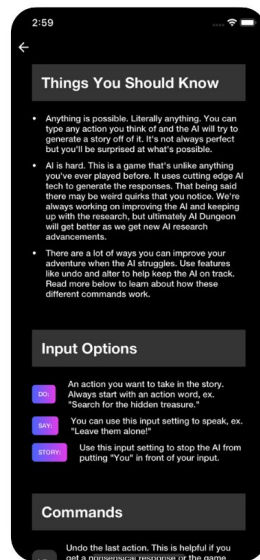 2:59
Things You Should Know
• Anything is possible. Literally anything. You can
type any action you think of and the AI will try to
generate a story off of it. It's not always perfect
but you'll be surprised at what's possible.
• AI is hard. This is a game that's unlike anything
you've ever played before. It uses cutting edge AI
tech to generate the responses. That being said
there may be weird quirks that you notice. We're
always working on improving the AI and keeping
up with the research, but ultimately AI Dungeon
will get better as we get new AI research
advancements.
• There are a lot of ways you can improve your
adventure when the AI struggles. Use features
like undo and alter to help keep the AI on track.
Read more below to learn about how these
different commands work.
Input Options
DO:
An action you want to take in the story.
Always start with an action word, ex.
"Search for the hidden treasure."
SAY:
You can use this input setting to speak, ex.
"Leave them alone!"
STORY:
Use this input setting to stop the AI from
putting "You" in front of your input.
Commands
Undo the last action. This is helpful if you
get a nonsensical response or the game